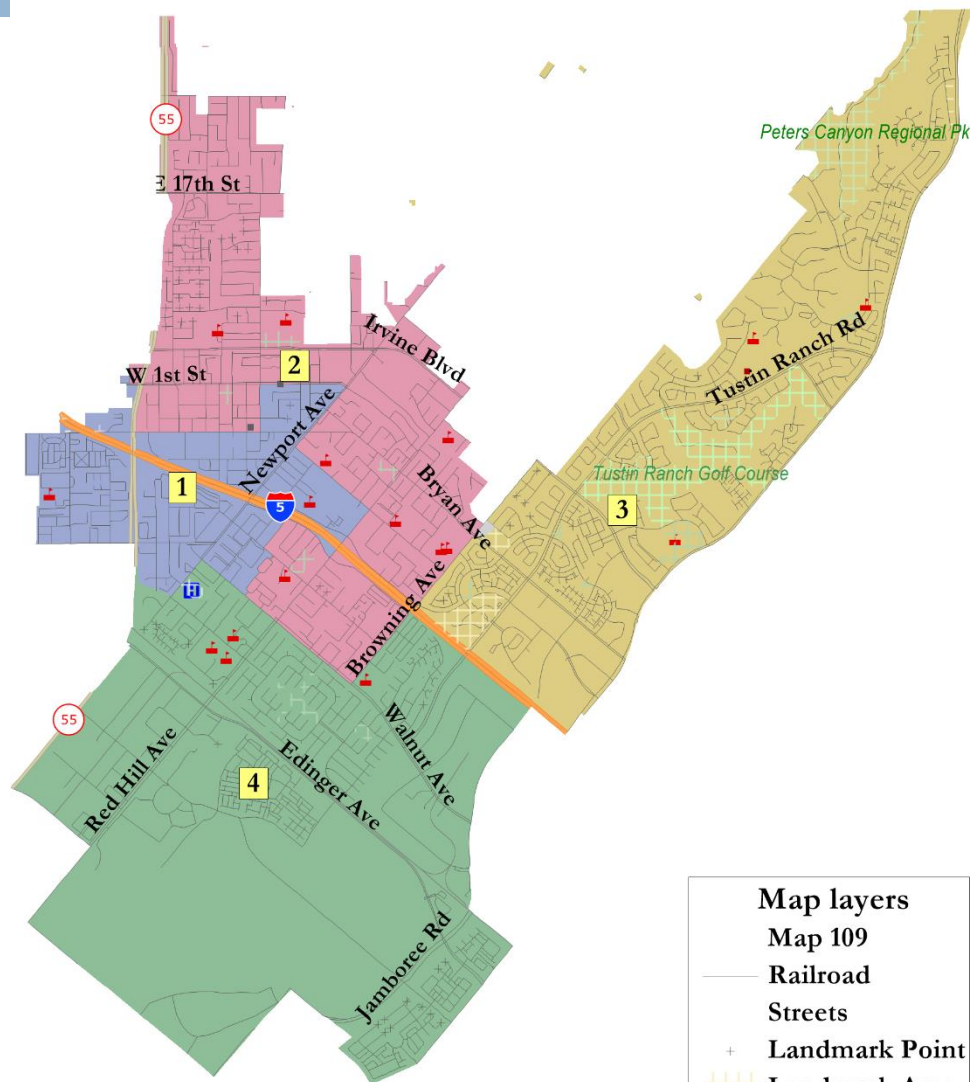 55
Peters Canyon Regional Pk
E 17th St
Irvine Blvd
Tustin Ranch Rd
2
W 1st St
Newport Ave
Bryan Ave
Tustin Ranch Golf Course
1
5
3
H
Browning Ave
55
Walnut Ave
Red Hill Ave
Edinger Ave
4
Jamboree Rd
Map layers
Map 109
Railroad
Streets
Landmark Point